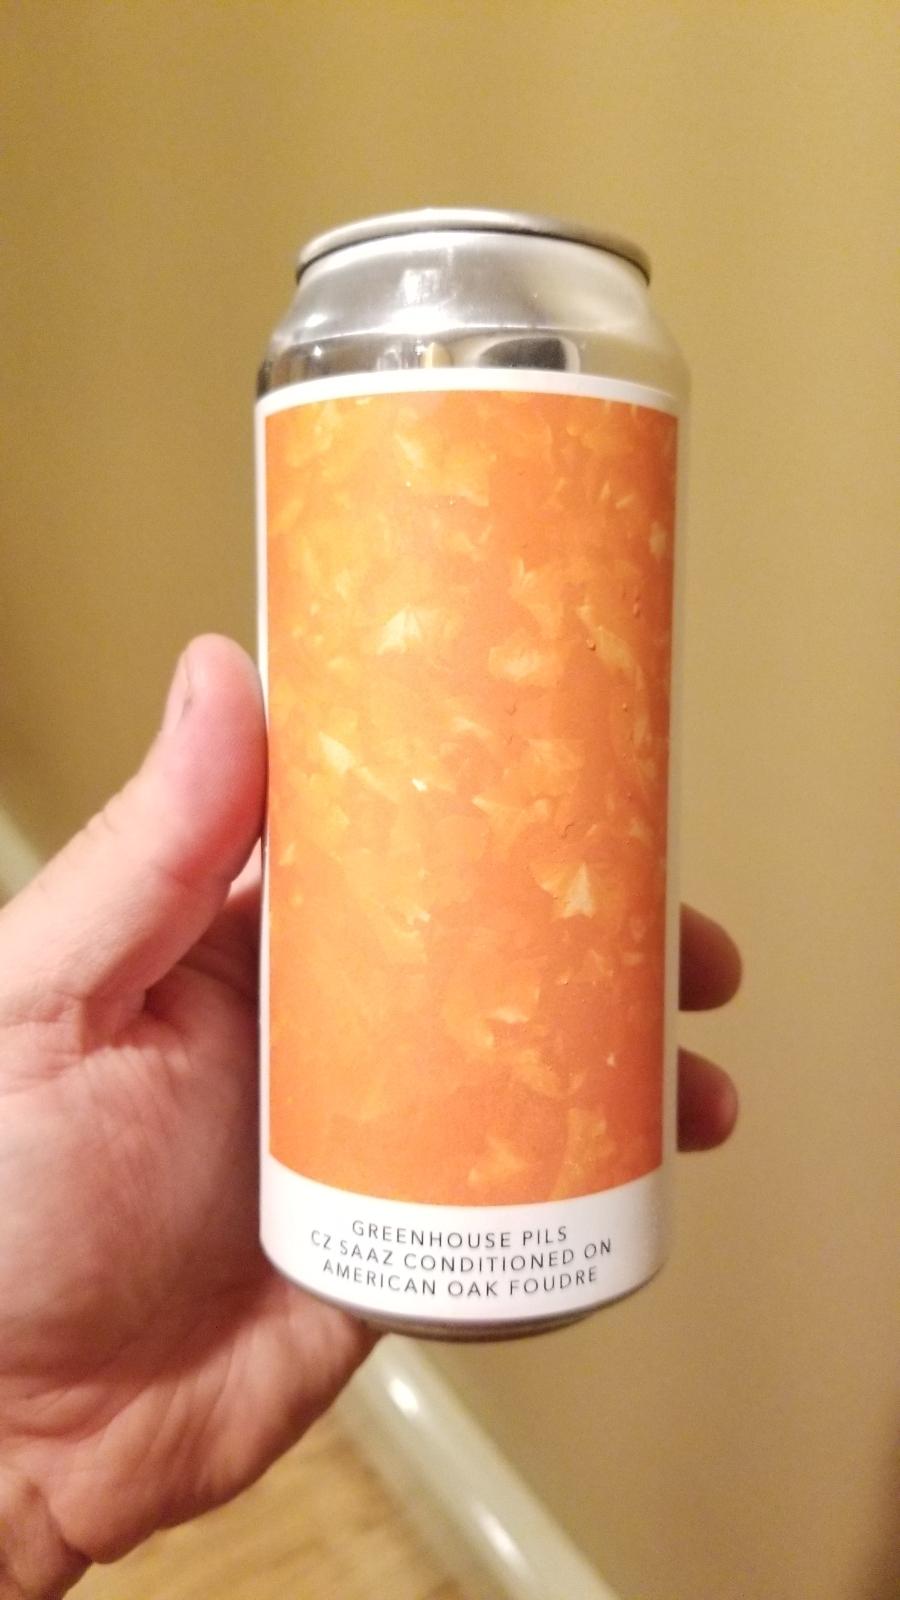 GREENHOUSE PILS
CZ SAAZ CONDITIONED ON
AMERICAN OAK FOUDRE